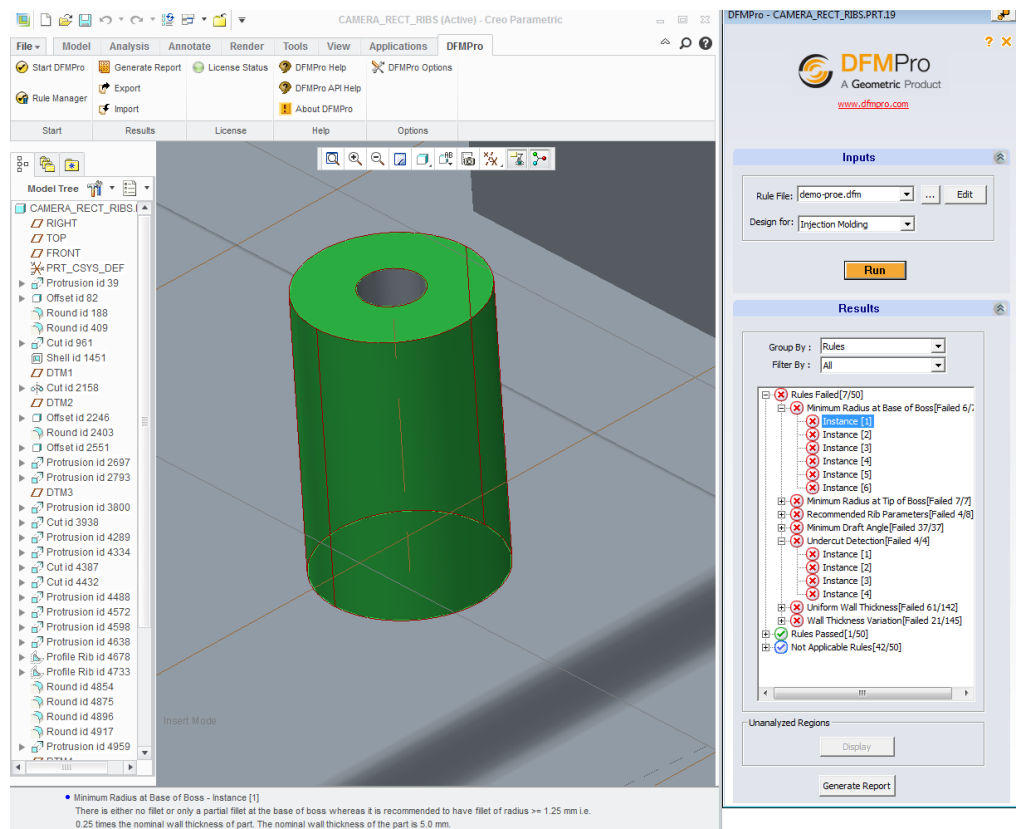 CAMERA_RECT_RIBS (Active) - Creo Parametric
File
Model
Analysis
Annotate
Render
Tools
View
Applications
DFMPro
Start DFMPro
Generate Report
License Status
DFMPro Help
DFMPro Options
Export
DFMPro API Help
Rule Manager
Import
About DFMPro
Start
Results
License
Help
Options
Model Tree
CAMERA_RECT_RIBS.
RIGHT
TOP
FRONT
PRT_CSYS_DEF
Protrusion id 39
Offset id 82
Round id 188
Round id 409
Cut id 961
Shell id 1451
DTM1
Cut id 2158
DTM2
Offset id 2246
Round id 2403
Offset id 2551
Protrusion id 2697
Protrusion id 2793
DTM3
Protrusion id 3800
Cut id 3938
Protrusion id 4289
Protrusion id 4334
Cut id 4387
Cut id 4432
Protrusion id 4488
Protrusion id 4572
Protrusion id 4598
Protrusion id 4638
Profile Rib id 4678
Profile Rib id 4733
Round id 4854
Round id 4875
Round id 4896
Round id 4917
Protrusion id 4959
Insert Mode
Minimum Radius at Base of Boss - Instance [1]
There is either no fillet or only a partial fillet at the base of boss whereas it is recommended to have fillet of radius >= 1.25 mm i.e.
0.25 times the nominal wall thickness of part. The nominal wall thickness of the part is 5.0 mm.
DFMPro - CAMERA_RECT_RIBS.PRT.19
DFMPro
A Geometric Product
www.dfmpro.com
Inputs
Rule File: demo-proe.dfm ... Edit
Design for: Injection Molding
Run
Results
Group By : Rules
Filter By : All
Rules Failed[7/50]
Minimum Radius at Base of Boss[Failed 6/7
Instance [1]
Instance [2]
Instance [3]
Instance [4]
Instance [5]
Instance [6]
Minimum Radius at Tip of Boss[Failed 7/7]
Recommended Rib Parameters[Failed 4/8]
Minimum Draft Angle[Failed 37/37]
Undercut Detection[Failed 4/4]
Instance [1]
Instance [2]
Instance [3]
Instance [4]
Uniform Wall Thickness[Failed 61/142]
Wall Thickness Variation[Failed 21/145]
Rules Passed[1/50]
Not Applicable Rules[42/50]
Unanalyzed Regions
Display
Generate Report